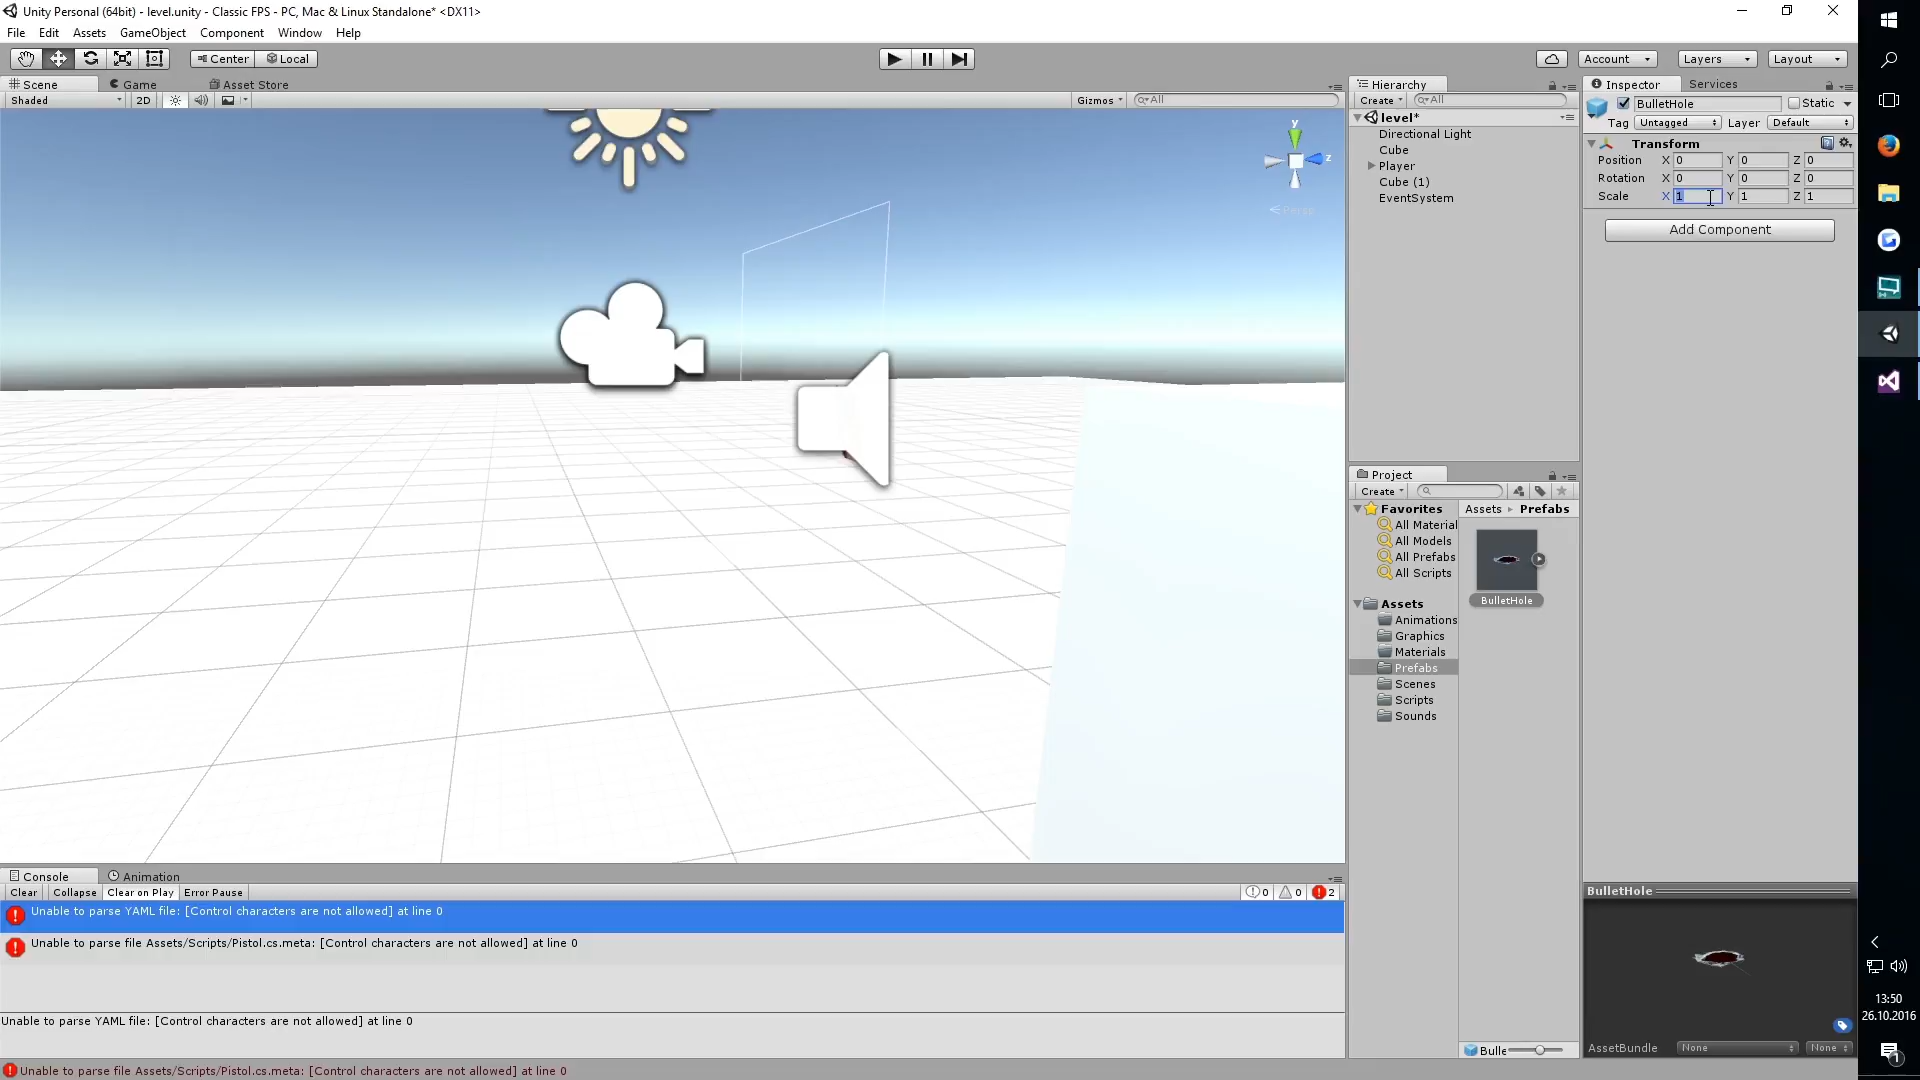 Unity Personal (64bit) - level.unity - Classic FPS - PC, Mac & Linux Standalone* <DX11>
File Edit Assets GameObject Component Window Help
Center Local Account Layers Layout
Scene Game Asset Store
Shaded 2D Gizmos All
y
z
Persp
Hierarchy
Create All
level*
Directional Light
Cube
Player
Cube (1)
EventSystem
Project
Create
Favorites
All Material
All Models
All Prefabs
All Scripts
Assets
Animations
Graphics
Materials
Prefabs
Scenes
Scripts
Sounds
Assets Prefabs
BulletHole
Bulle
Inspector Services
BulletHole Static
Tag Untagged Layer Default
Transform
Position X 0 Y 0 Z 0
Rotation X 0 Y 0 Z 0
Scale X 1 Y 1 Z 1
Add Component
BulletHole
AssetBundle None None
Console Animation
Clear Collapse Clear on Play Error Pause 0 0 2
Unable to parse YAML file: [Control characters are not allowed] at line 0
Unable to parse file Assets/Scripts/Pistol.cs.meta: [Control characters are not allowed] at line 0
Unable to parse YAML file: [Control characters are not allowed] at line 0
Unable to parse file Assets/Scripts/Pistol.cs.meta: [Control characters are not allowed] at line 0
13:50
26.10.2016
1